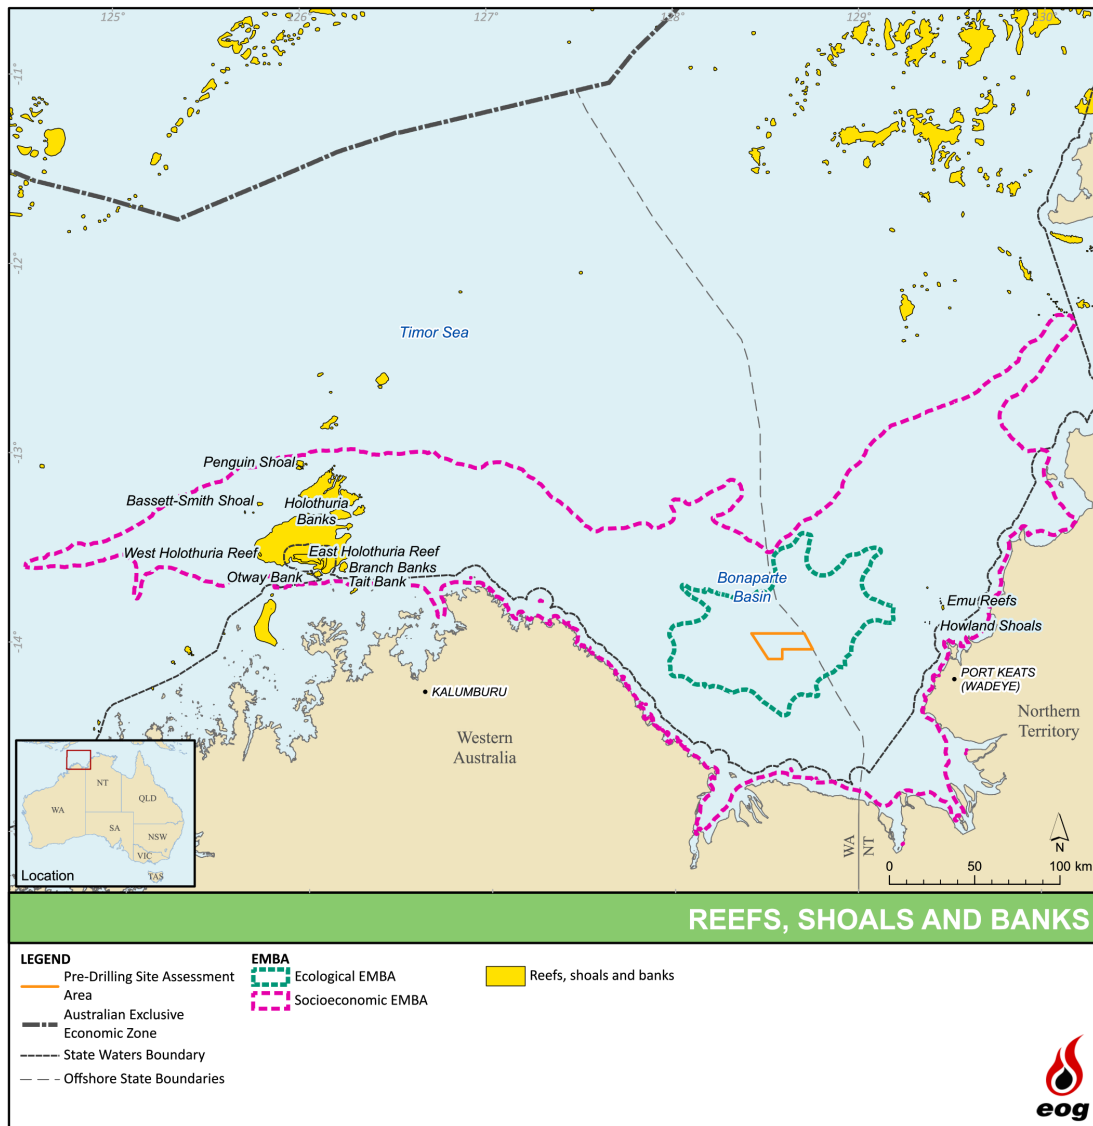 125°
126°
127°
128°
129°
130°
-11°
-12°
-13°
-14°
Timor Sea
Penguin Shoal
Bassett-Smith Shoal
Holothuria
Banks
West Holothuria Reef
East Holothuria Reef
Branch Banks
Otway Bank
Tait Bank
Bonaparte
Basin
Emu Reefs
Howland Shoals
KALUMBURU
PORT KEATS
(WADEYE)
Western
Australia
Northern
Territory
WA
NT
NT
WA
QLD
SA
NSW
VIC
TAS
Location
N
0 50 100 km
REEFS, SHOALS AND BANKS
LEGEND
Pre-Drilling Site Assessment
Area
Australian Exclusive
Economic Zone
State Waters Boundary
Offshore State Boundaries
EMBA
Ecological EMBA
Socioeconomic EMBA
Reefs, shoals and banks
eog